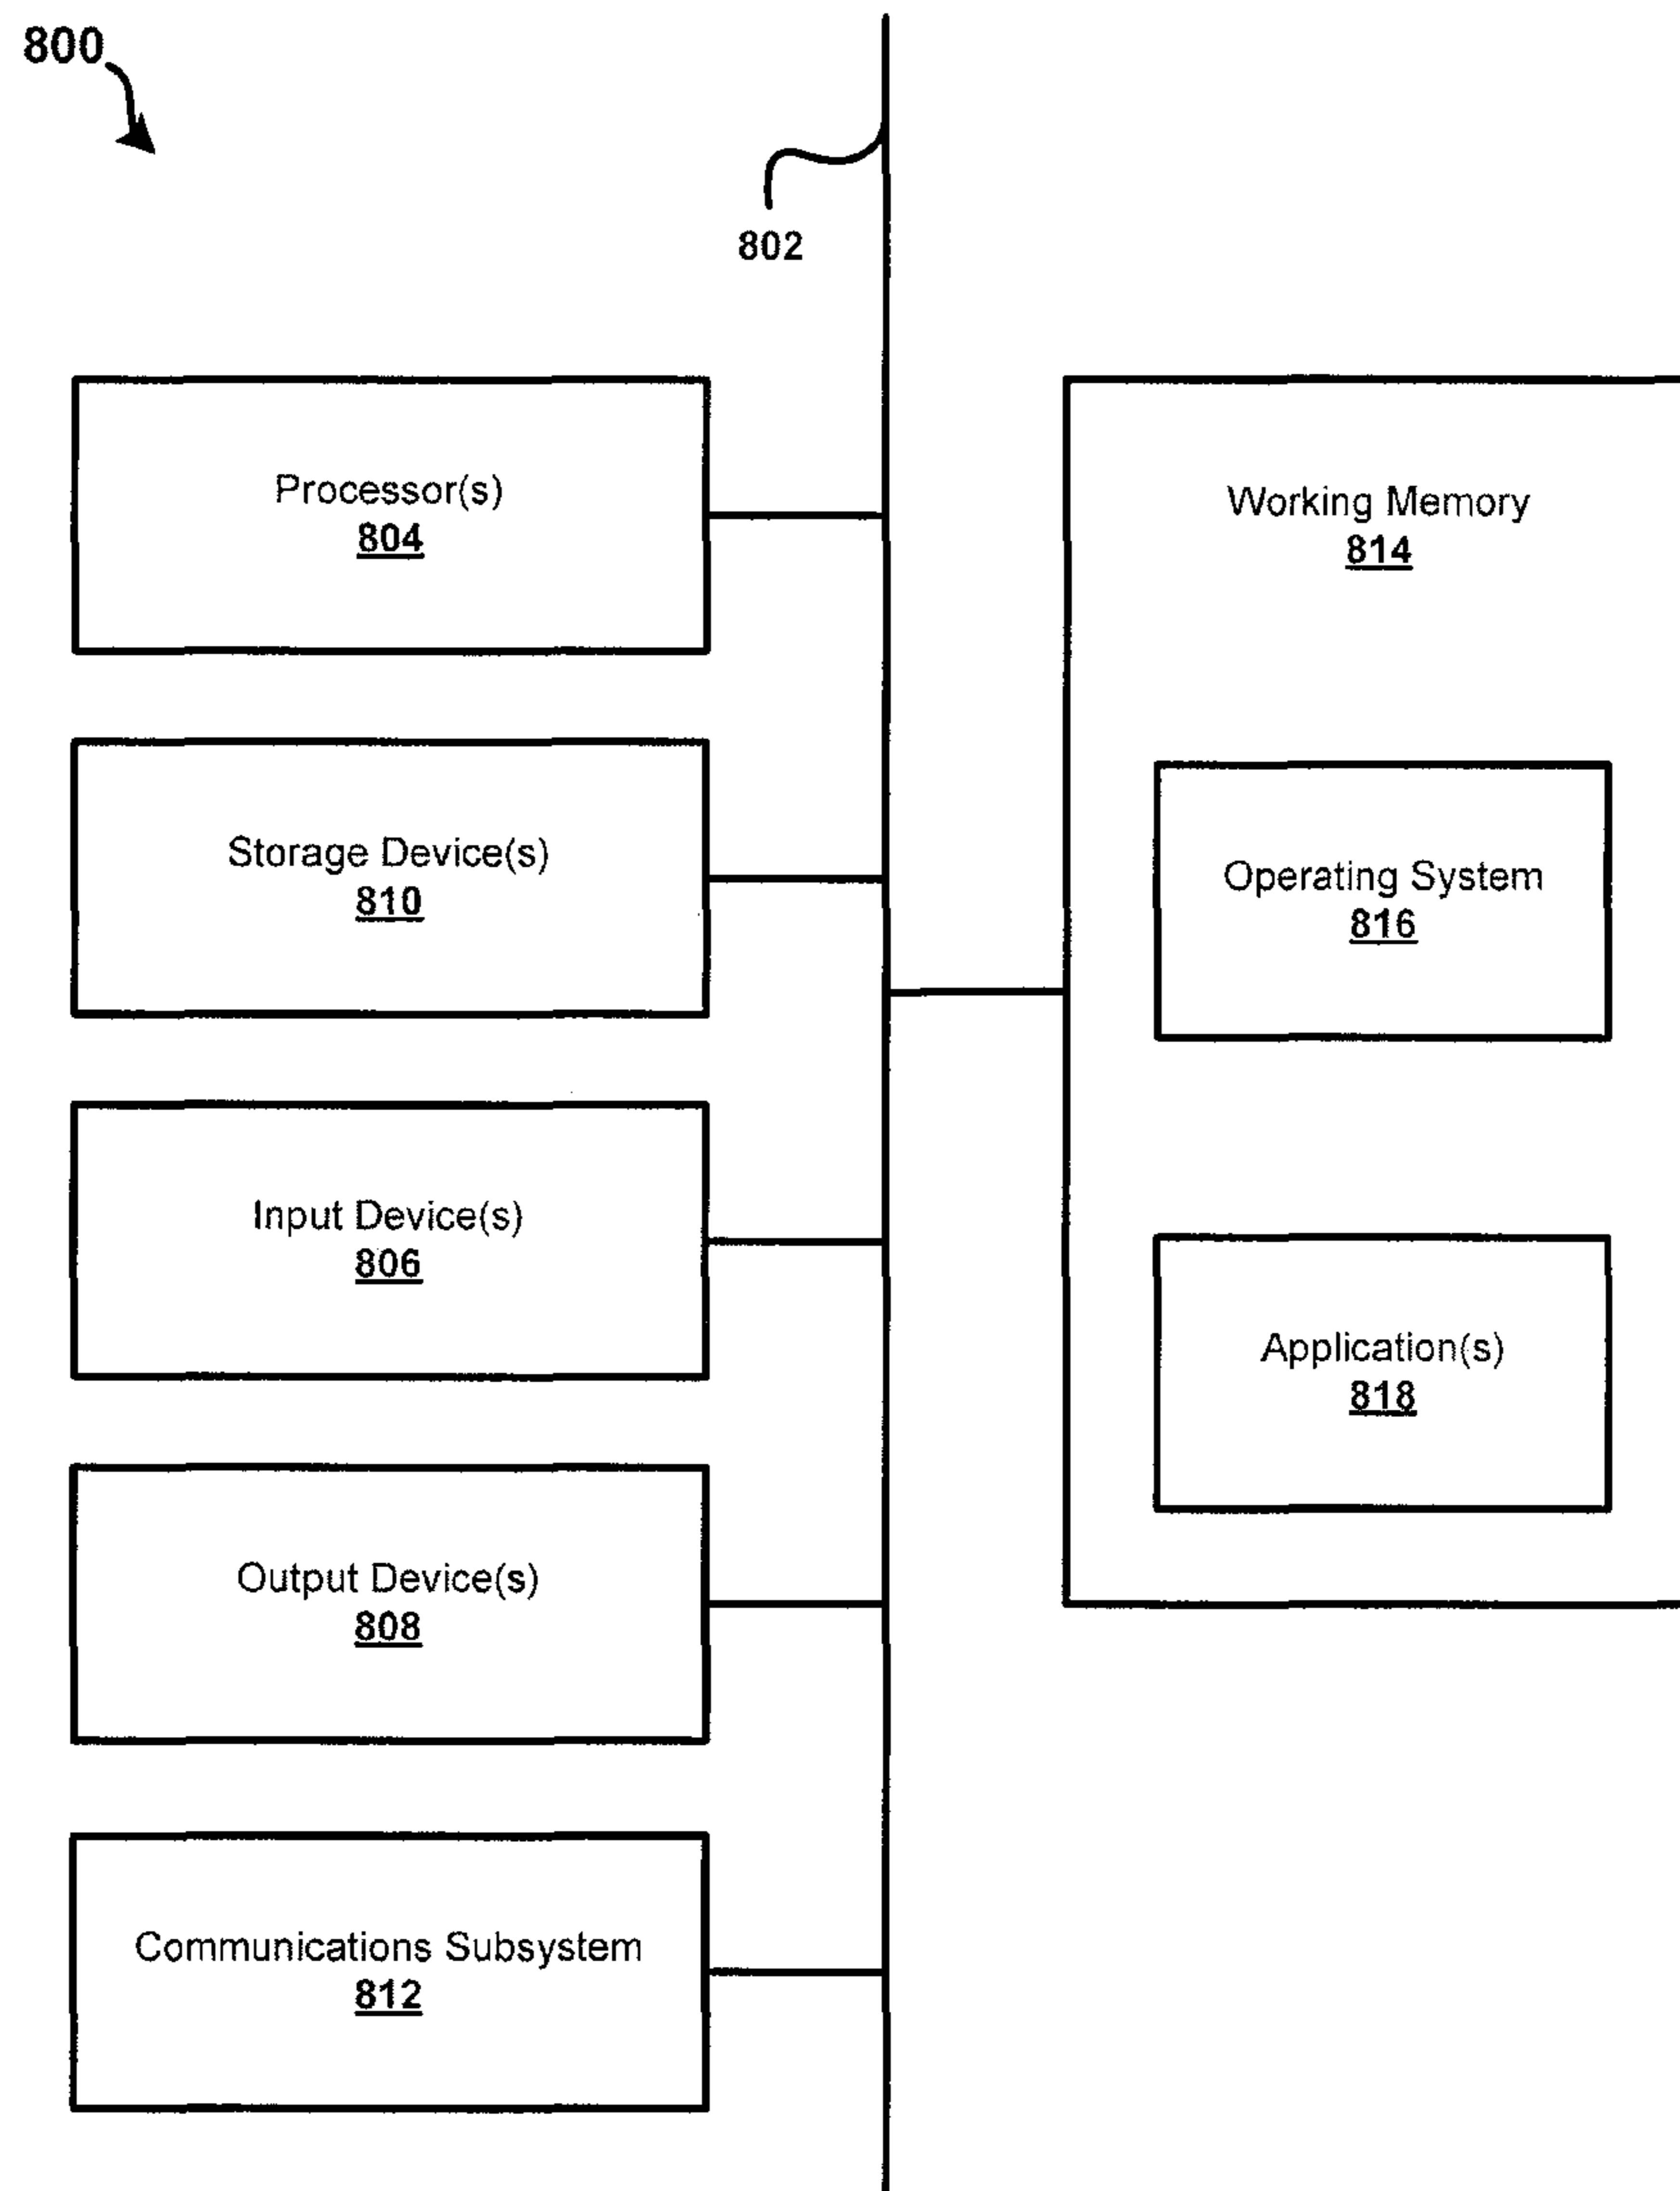 800
802
Processor(s)
804
Storage Device(s)
810
Input Device(s)
806
Output Device(s)
808
Communications Subsystem
812
Working Memory
814
Operating System
816
Application(s)
818